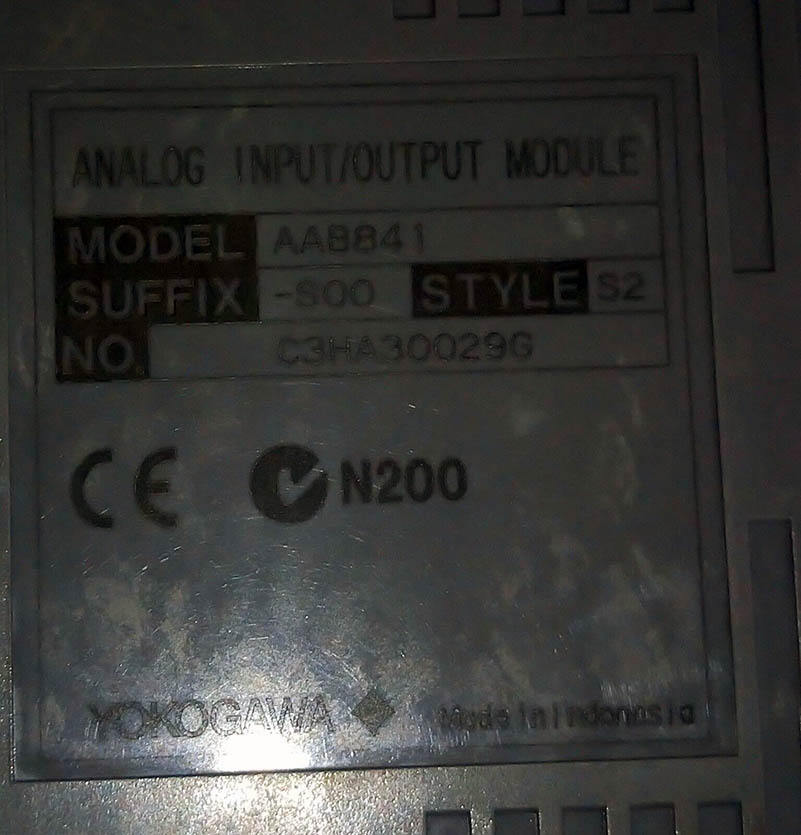 ANALOG INPUT/OUTPUT MODULE
MODEL AAB841
SUFFIX -S00 STYLE S2
NO. C3HA30029G
CE N200
YOKOGAWA Made in Indonesia